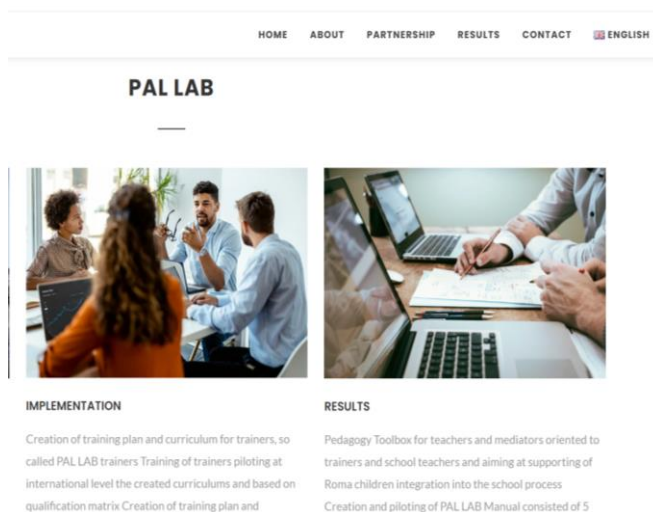 HOME ABOUT PARTNERSHIP RESULTS CONTACT ENGLISH
PAL LAB
IMPLEMENTATION
Creation of training plan and curriculum for trainers, so
called PAL LAB trainers Training of trainers piloting at
international level the created curriculums and based on
qualification matrix Creation of training plan and
RESULTS
Pedagogy Toolbox for teachers and mediators oriented to
trainers and school teachers and aiming at supporting of
Roma children integration into the school process
Creation and piloting of PAL LAB Manual consisted of 5